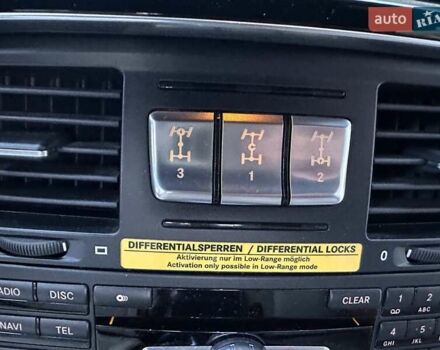 auto RIA
3 1 2
DIFFERENTIALSPERREN / DIFFERENTIAL LOCKS
Aktivierung nur im Low-Range möglich
Activation only possible in Low-Range mode
0
ADIO DISC CLEAR 1 2 ABC
NAVI TEL 4 GHI 5 JKL